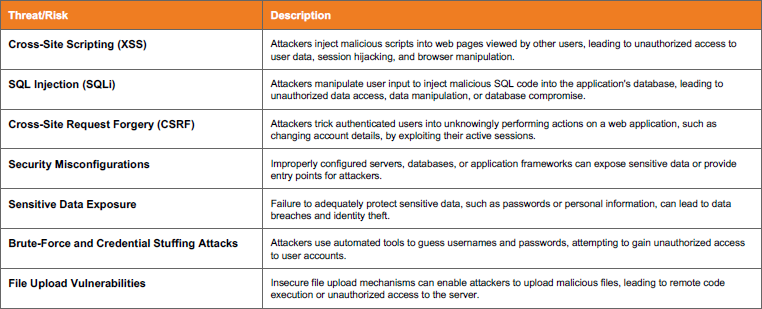 Threat/Risk
Description
Cross-Site Scripting (XSS)
Attackers inject malicious scripts into web pages viewed by other users, leading to unauthorized access to
user data, session hijacking, and browser manipulation.
SQL Injection (SQLi)
Attackers manipulate user input to inject malicious SQL code into the application's database, leading to
unauthorized data access, data manipulation, or database compromise.
Cross-Site Request Forgery (CSRF)
Attackers trick authenticated users into unknowingly performing actions on a web application, such as
changing account details, by exploiting their active sessions.
Security Misconfigurations
Improperly configured servers, databases, or application frameworks can expose sensitive data or provide
entry points for attackers.
Sensitive Data Exposure
Failure to adequately protect sensitive data, such as passwords or personal information, can lead to data
breaches and identity theft.
Brute-Force and Credential Stuffing Attacks
Attackers use automated tools to guess usernames and passwords, attempting to gain unauthorized access
to user accounts.
File Upload Vulnerabilities
Insecure file upload mechanisms can enable attackers to upload malicious files, leading to remote code
execution or unauthorized access to the server.